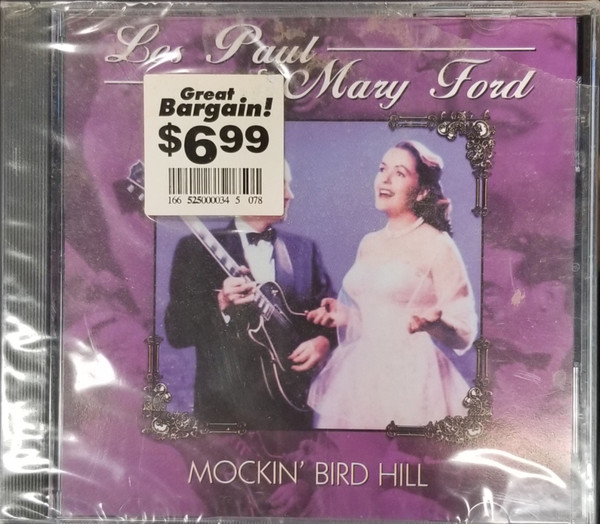 Les Paul
& Mary Ford
Great
Bargain!
$6.99
166 525000034 5 078
MOCKIN' BIRD HILL